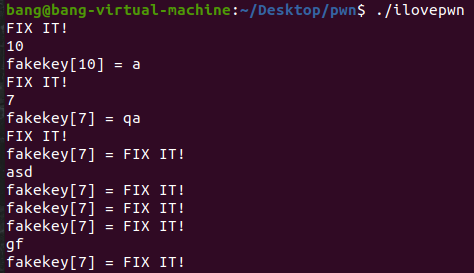 bang@bang-virtual-machine:~/Desktop/pwn$ ./ilovepwn
FIX IT!
10
fakekey[10] = a
FIX IT!
7
fakekey[7] = qa
FIX IT!
fakekey[7] = FIX IT!
asd
fakekey[7] = FIX IT!
fakekey[7] = FIX IT!
fakekey[7] = FIX IT!
gf
fakekey[7] = FIX IT!